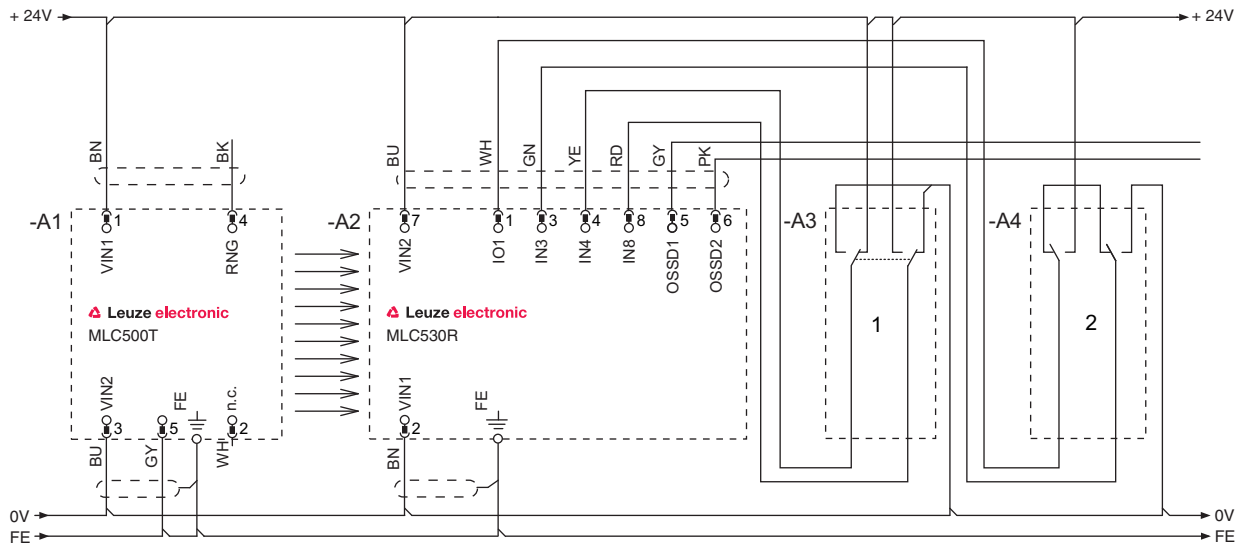 + 24V
+ 24V
BN
BK
BU
WH
GN
YE
RD
GY
PK
-A1
1
4
-A2
7
1
3
4
8
5
6
-A3
-A4
VIN1
RNG
VIN2
IO1
IN3
IN4
IN8
OSSD1
OSSD2
Leuze electronic
MLC500T
Leuze electronic
MLC530R
1
2
VIN2
FE
n.c.
VIN1
FE
3
5
2
2
BU
GY
WH
BN
0V
0V
FE
FE